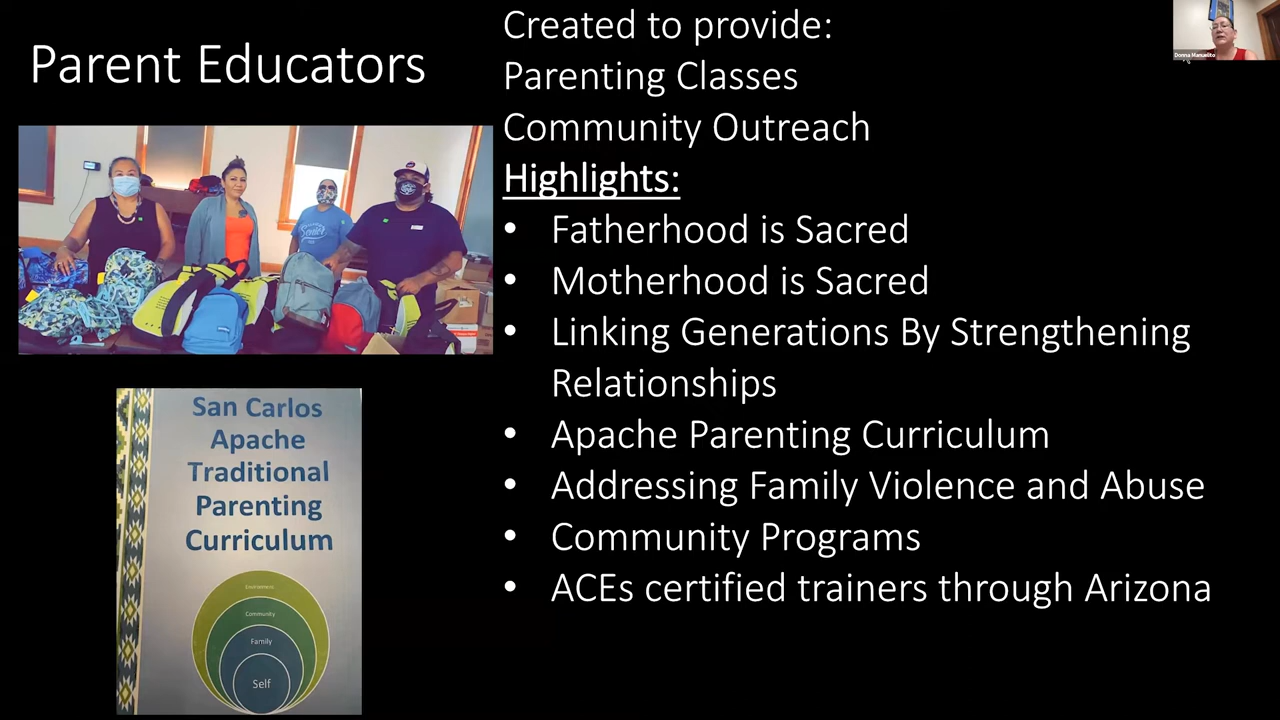 Parent Educators
Created to provide:
Parenting Classes
Community Outreach
Highlights:
• Fatherhood is Sacred
• Motherhood is Sacred
• Linking Generations By Strengthening
Relationships
• Apache Parenting Curriculum
• Addressing Family Violence and Abuse
• Community Programs
• ACEs certified trainers through Arizona
San Carlos
Apache
Traditional
Parenting
Curriculum
Environment
Community
Family
Self
Donna Manuelito